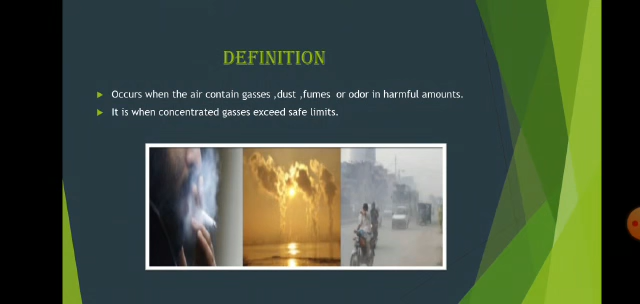 DEFINITION
Occurs when the air contain gasses ,dust ,fumes or odor in harmful amounts.
It is when concentrated gasses exceed safe limits.